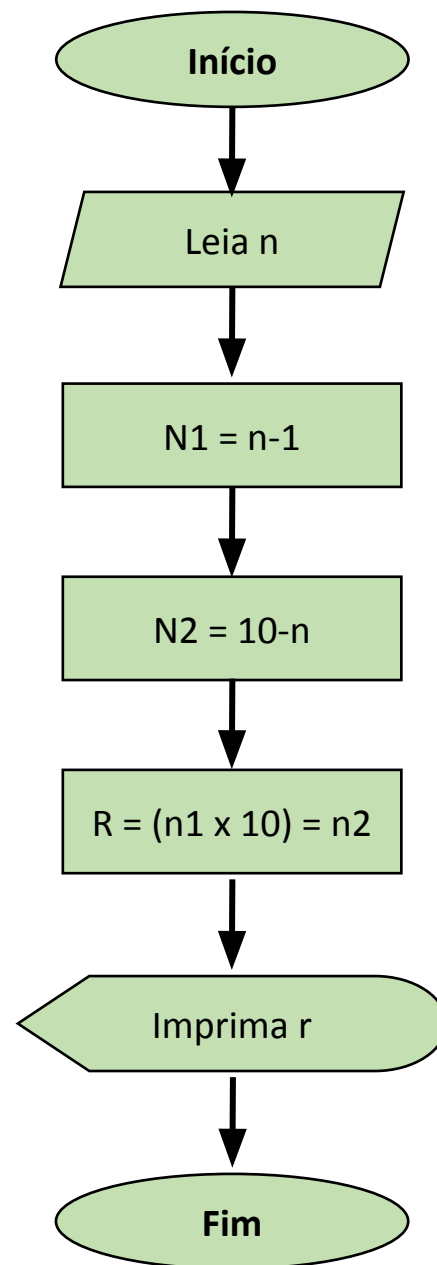 Início
Leia n
N1 = n-1
N2 = 10-n
R = (n1 x 10) = n2
Imprima r
Fim